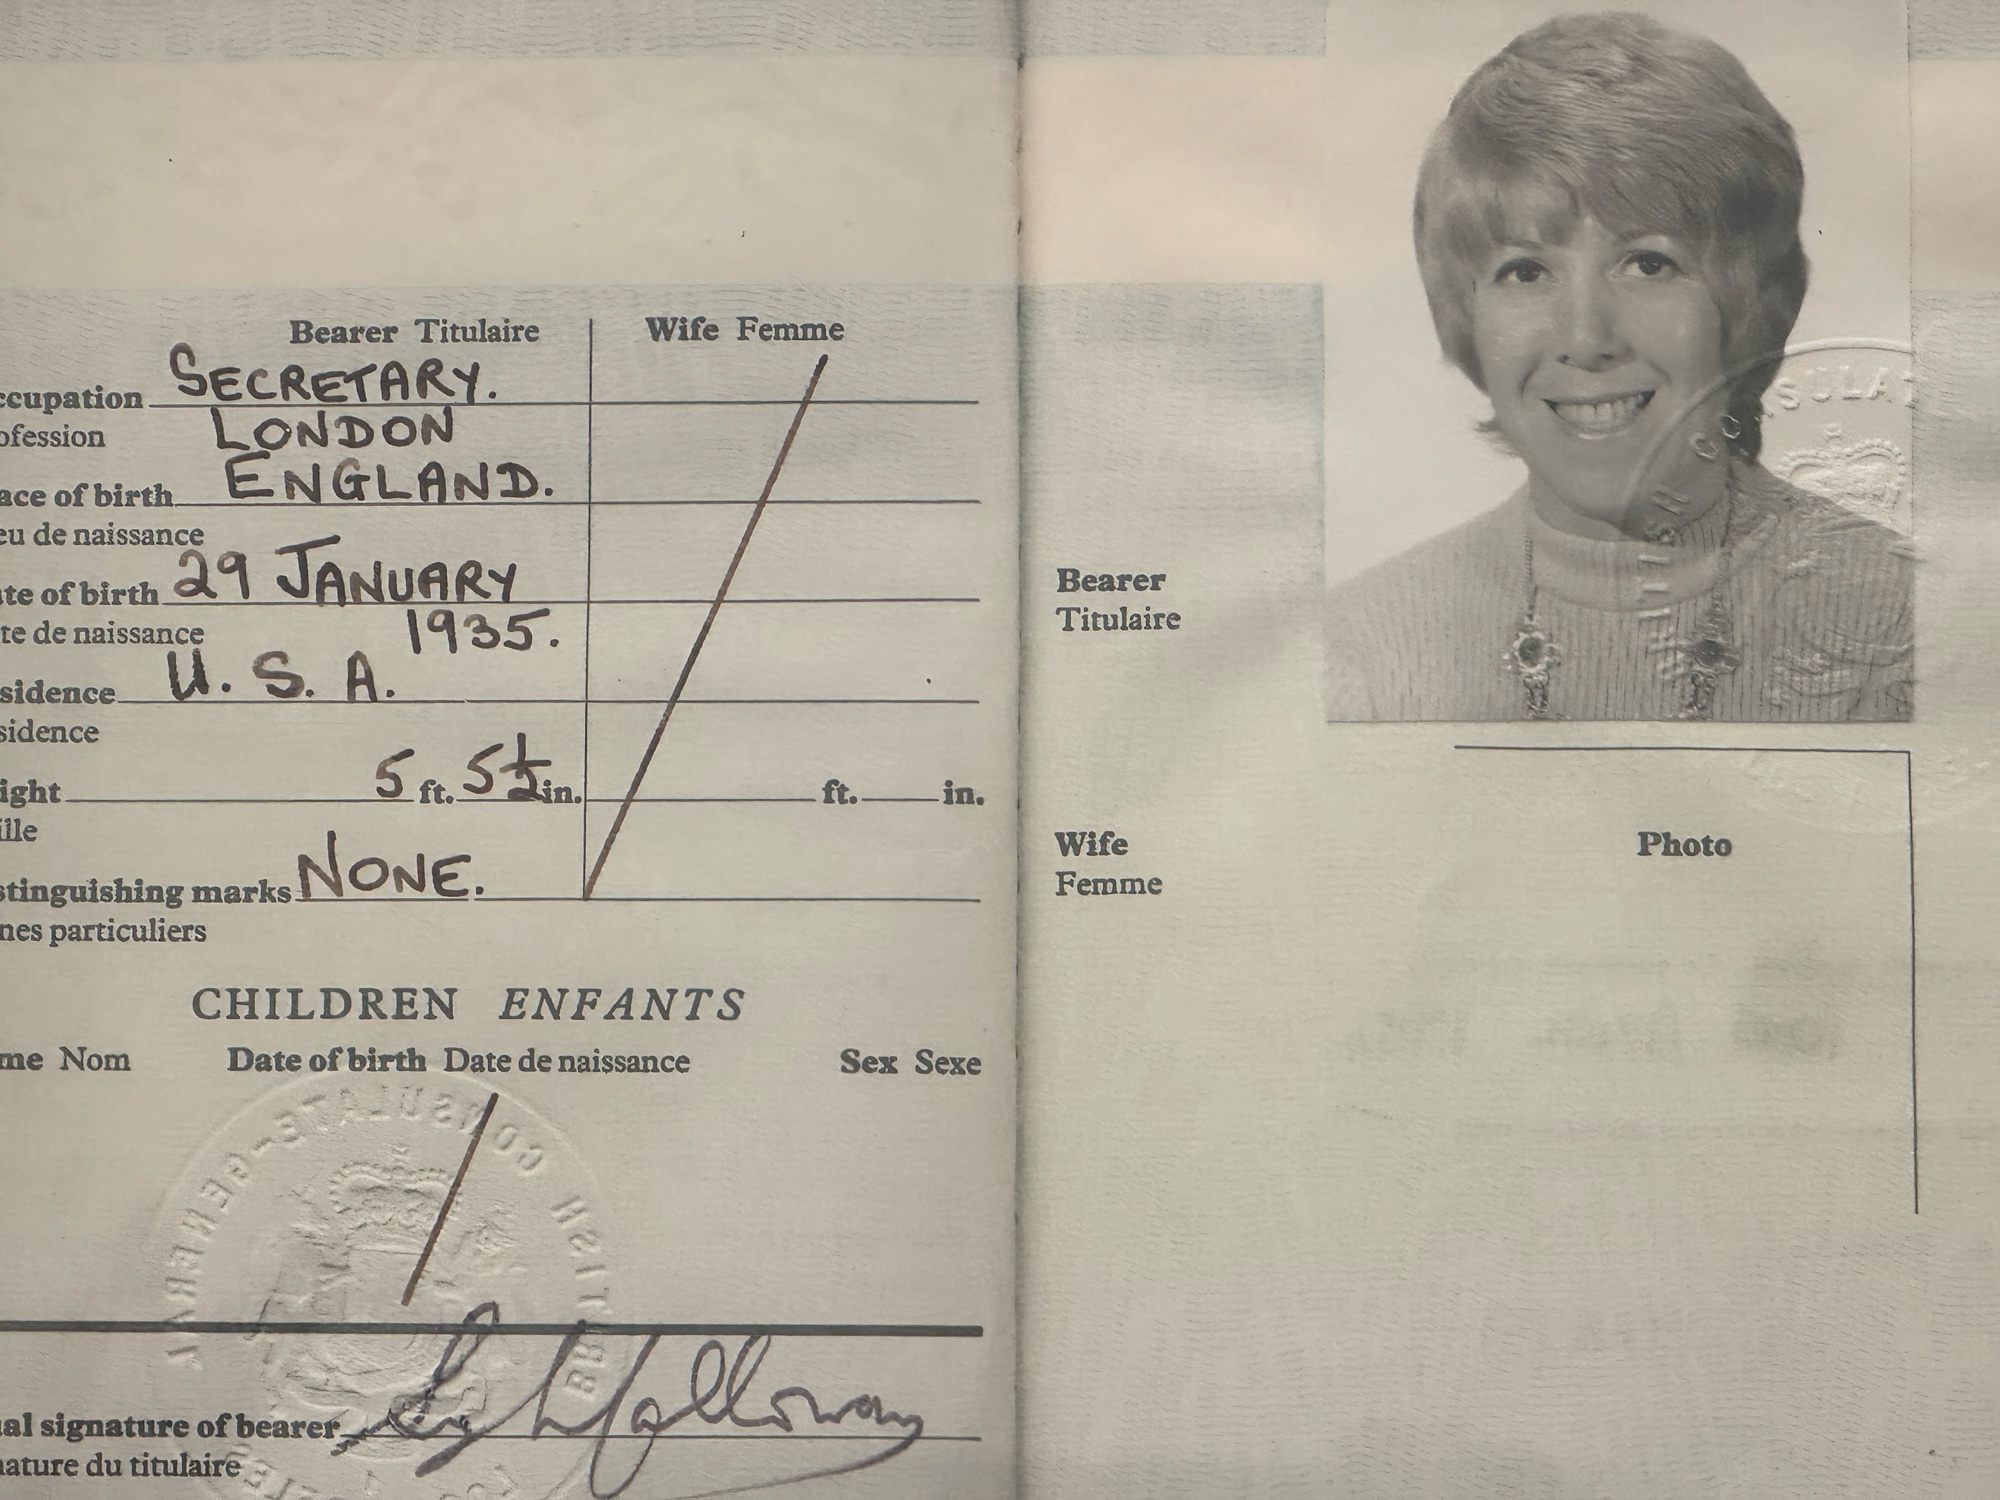 Bearer Titulaire Wife Femme
ccupation SECRETARY.
ofession LONDON
ace of birth ENGLAND.
eu de naissance
te of birth 29 JANUARY
te de naissance 1935.
sidence U. S. A.
sidence
ight 5 ft. 5½ in. ft. in.
ille
stinguishing marks NONE.
nes particuliers
CHILDREN ENFANTS
me Nom Date of birth Date de naissance Sex Sexe
CONSULATE-GENERAL
al signature of bearer Holloway
nature du titulaire
Bearer
Titulaire
Wife
Femme
Photo